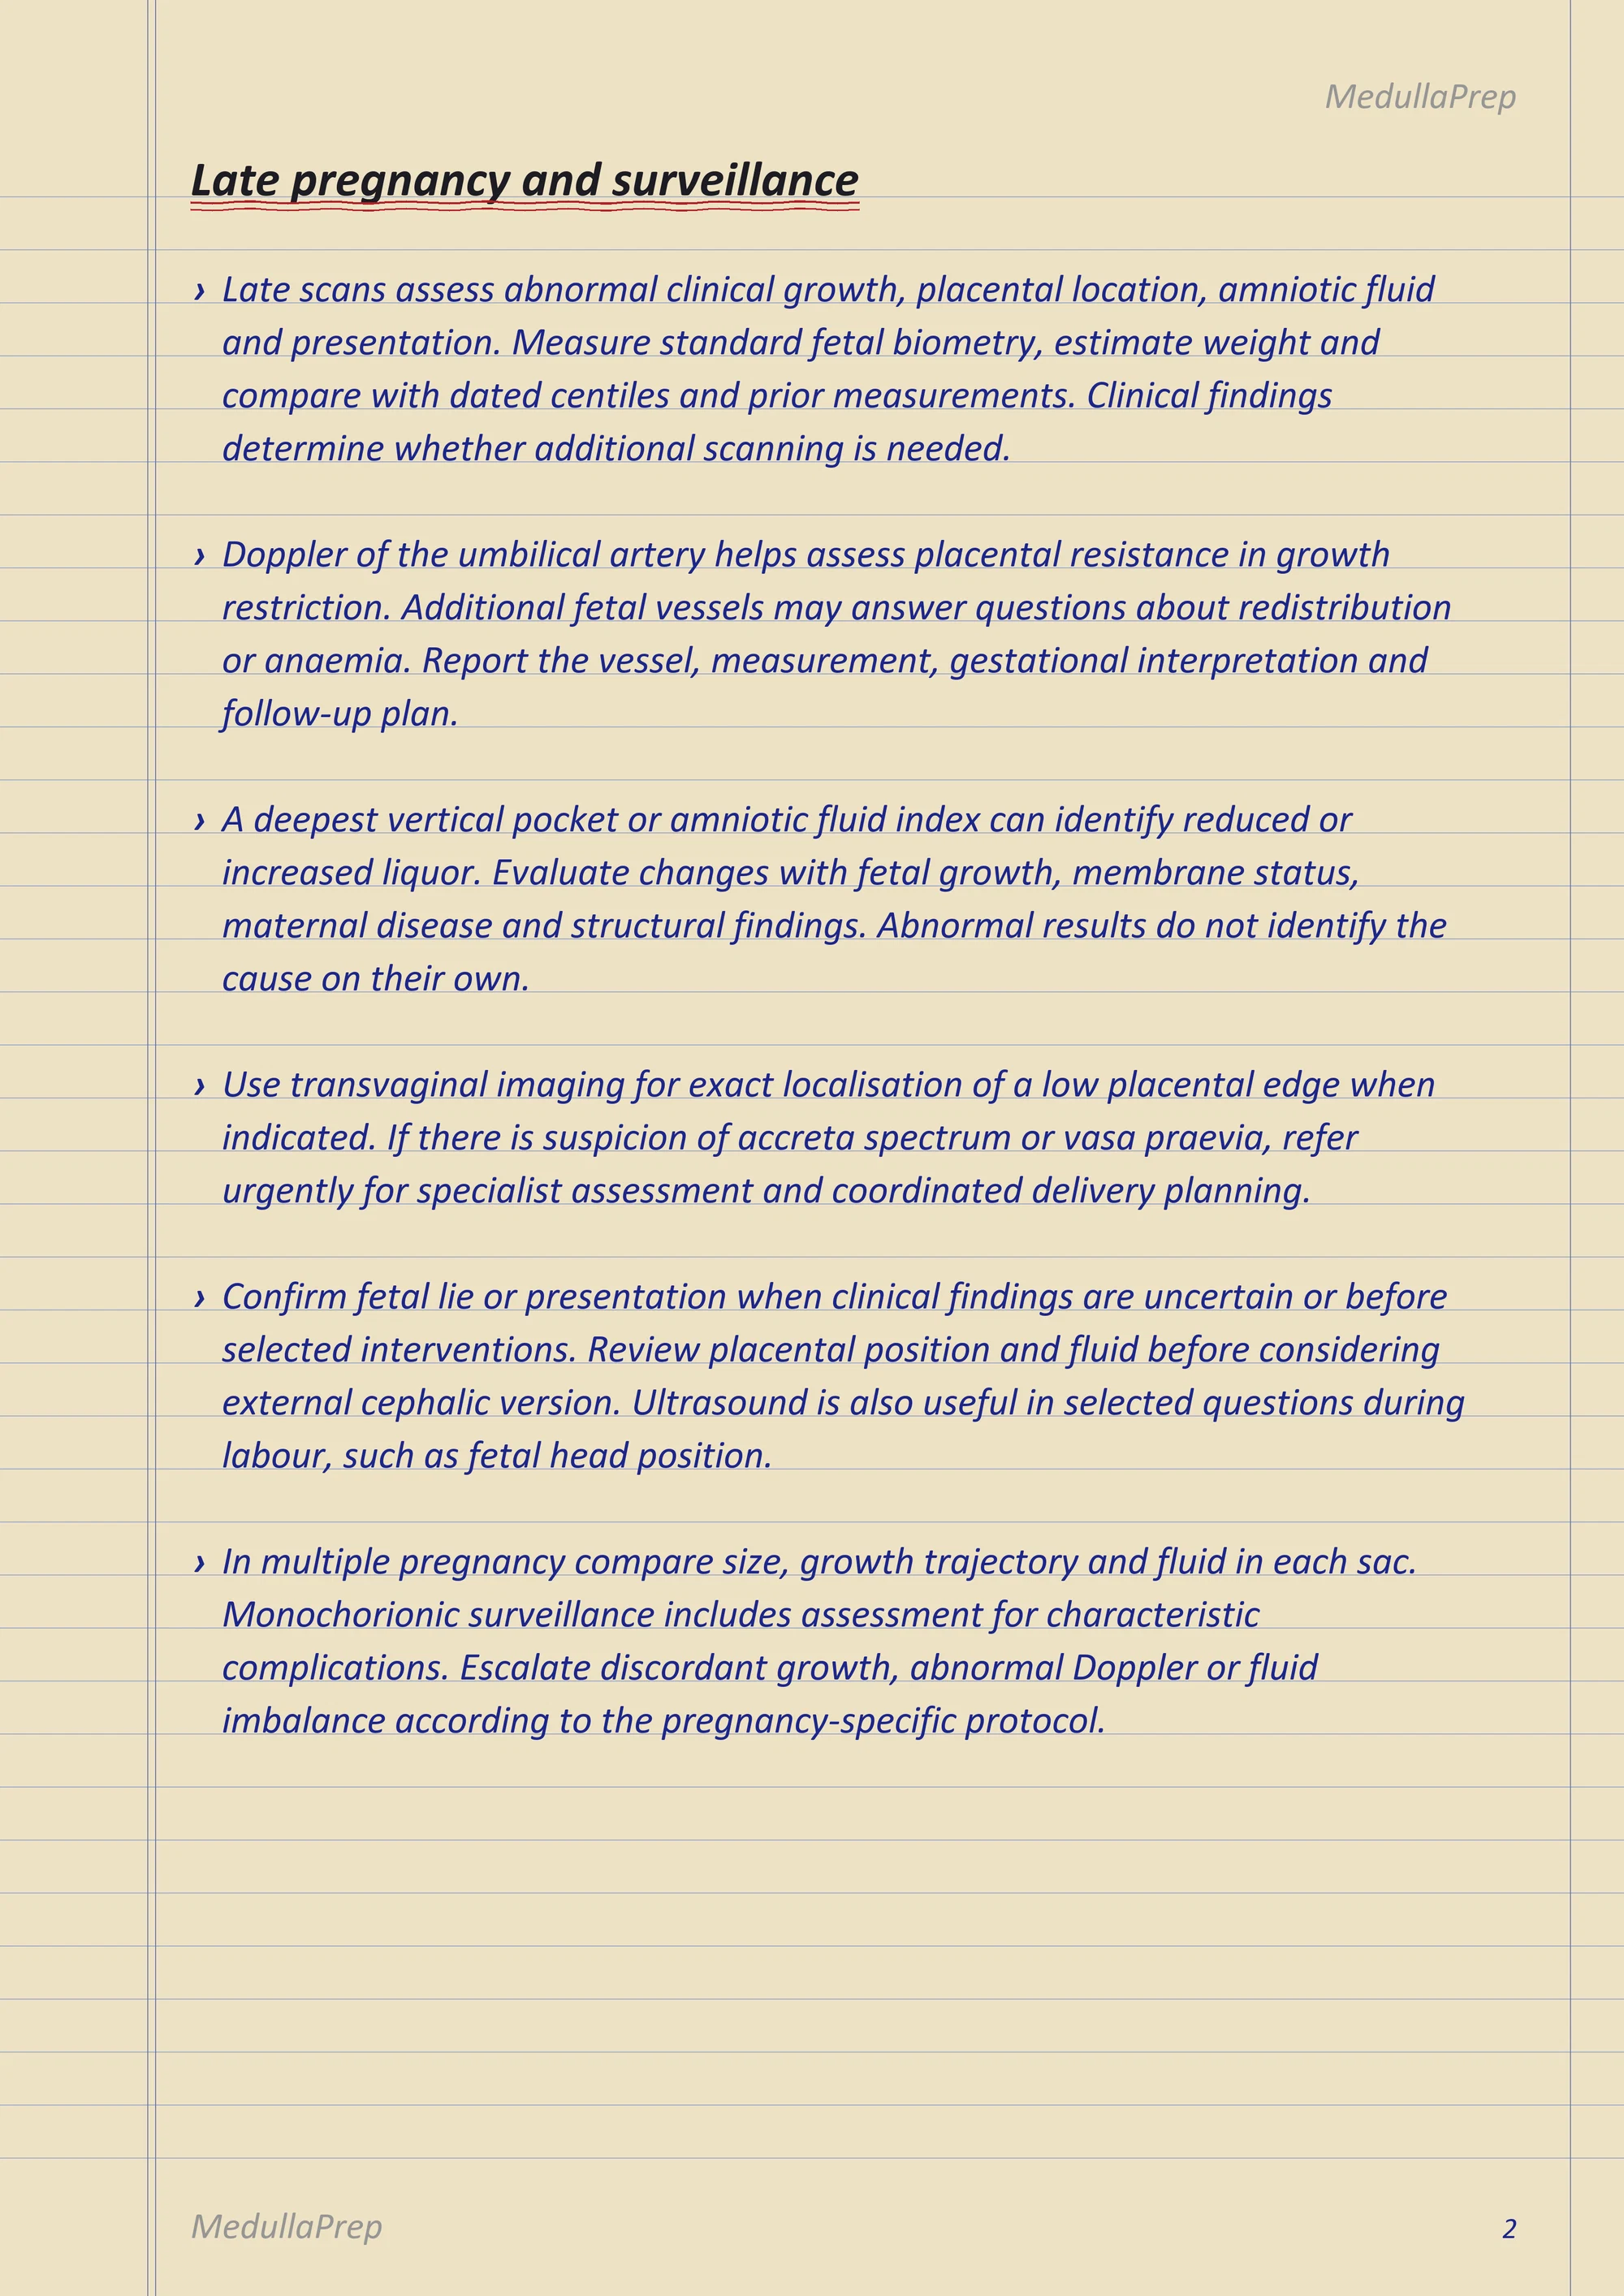 MedullaPrep
Late pregnancy and surveillance
› Late scans assess abnormal clinical growth, placental location, amniotic fluid
and presentation. Measure standard fetal biometry, estimate weight and
compare with dated centiles and prior measurements. Clinical findings
determine whether additional scanning is needed.
› Doppler of the umbilical artery helps assess placental resistance in growth
restriction. Additional fetal vessels may answer questions about redistribution
or anaemia. Report the vessel, measurement, gestational interpretation and
follow-up plan.
› A deepest vertical pocket or amniotic fluid index can identify reduced or
increased liquor. Evaluate changes with fetal growth, membrane status,
maternal disease and structural findings. Abnormal results do not identify the
cause on their own.
› Use transvaginal imaging for exact localisation of a low placental edge when
indicated. If there is suspicion of accreta spectrum or vasa praevia, refer
urgently for specialist assessment and coordinated delivery planning.
› Confirm fetal lie or presentation when clinical findings are uncertain or before
selected interventions. Review placental position and fluid before considering
external cephalic version. Ultrasound is also useful in selected questions during
labour, such as fetal head position.
› In multiple pregnancy compare size, growth trajectory and fluid in each sac.
Monochorionic surveillance includes assessment for characteristic
complications. Escalate discordant growth, abnormal Doppler or fluid
imbalance according to the pregnancy-specific protocol.
MedullaPrep
2